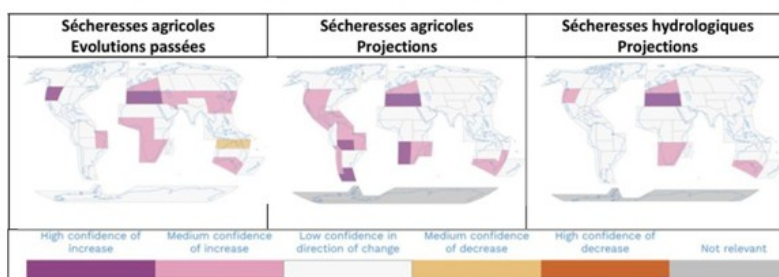 Sécheresses agricoles
Evolutions passées
Sécheresses agricoles
Projections
Sécheresses hydrologiques
Projections
High confidence of
increase
Medium confidence
of increase
Low confidence in
direction of change
Medium confidence
of decrease
High confidence of
decrease
Not relevant